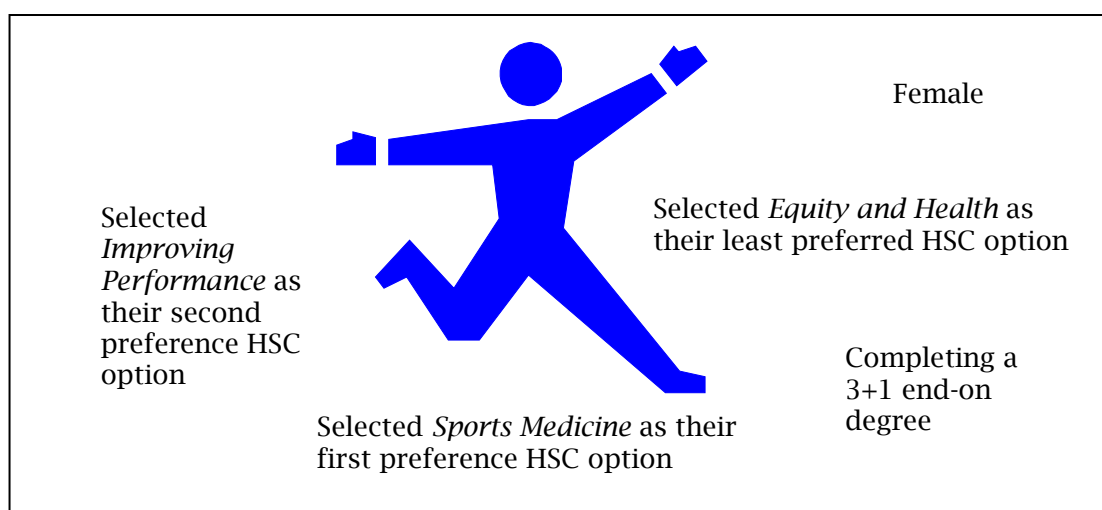 Female
Selected Equity and Health as
their least preferred HSC option
Selected
Improving
Performance as
their second
preference HSC
option
Completing a
3+1 end-on
degree
Selected Sports Medicine as their
first preference HSC option